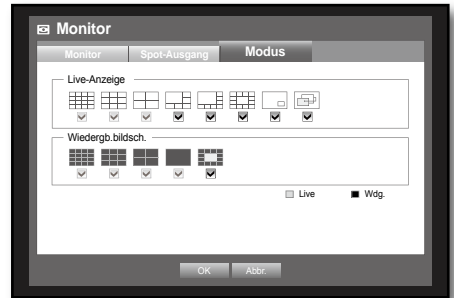 Monitor
Monitor Spot-Ausgang Modus
Live-Anzeige
Wiedergb.bildsch.
Live Wdg.
OK Abbr.